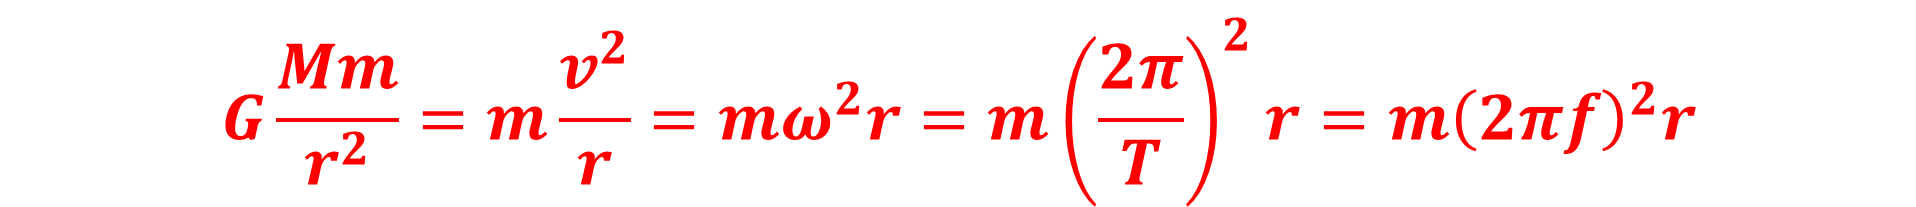 G Mm/r² = m v²/r = mω²r = m(2π/T)² r = m(2πf)²r